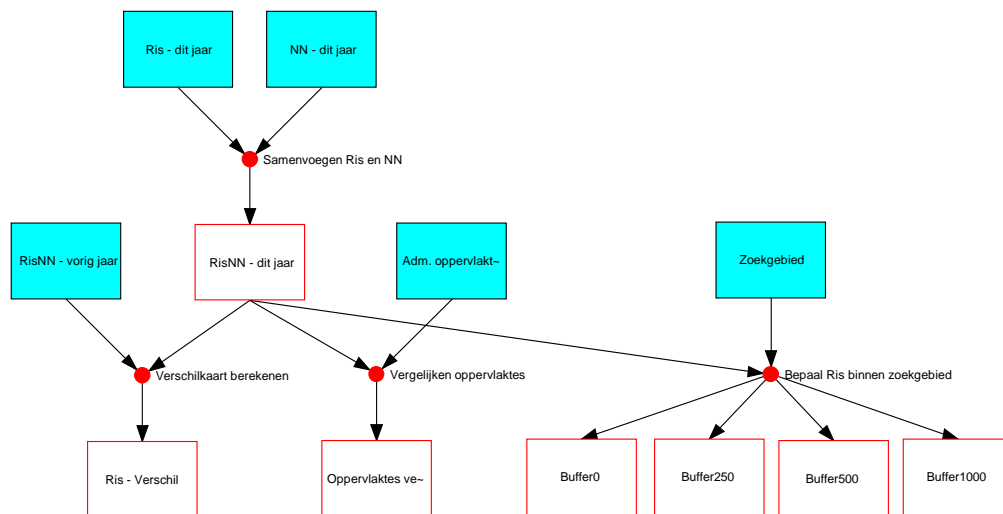 Ris - dit jaar
NN - dit jaar
Samenvoegen Ris en NN
RisNN - vorig jaar
RisNN - dit jaar
Adm. oppervlakt~
Zoekgebied
Verschilkaart berekenen
Vergelijken oppervlaktes
Bepaal Ris binnen zoekgebied
Ris - Verschil
Oppervlaktes ve~
Buffer0
Buffer250
Buffer500
Buffer1000